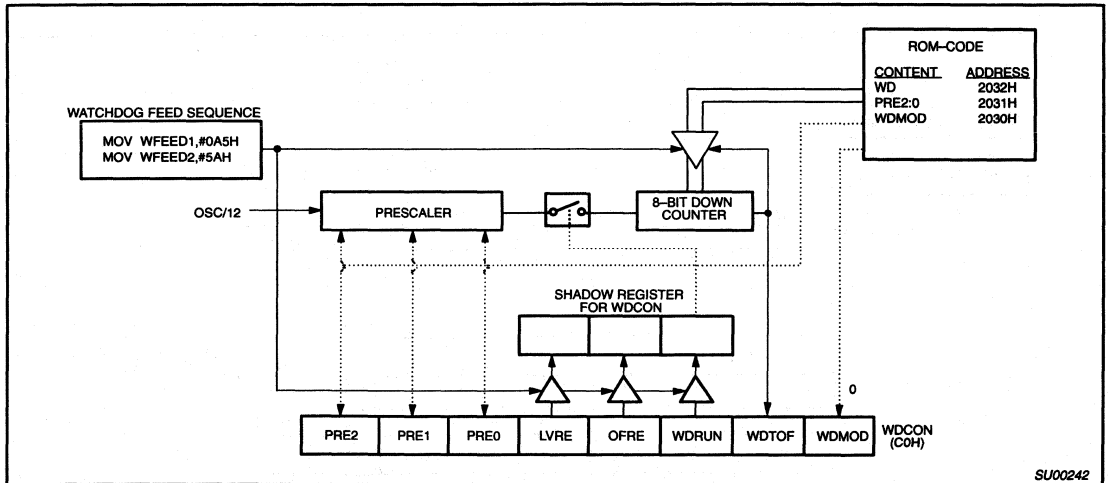 ROM–CODE
CONTENT ADDRESS
WD 2032H
PRE2:0 2031H
WDMOD 2030H
WATCHDOG FEED SEQUENCE
MOV WFEED1,#0A5H
MOV WFEED2,#5AH
OSC/12
PRESCALER
8–BIT DOWN
COUNTER
SHADOW REGISTER
FOR WDCON
0
PRE2 PRE1 PRE0 LVRE OFRE WDRUN WDTOF WDMOD
WDCON
(C0H)
SU00242